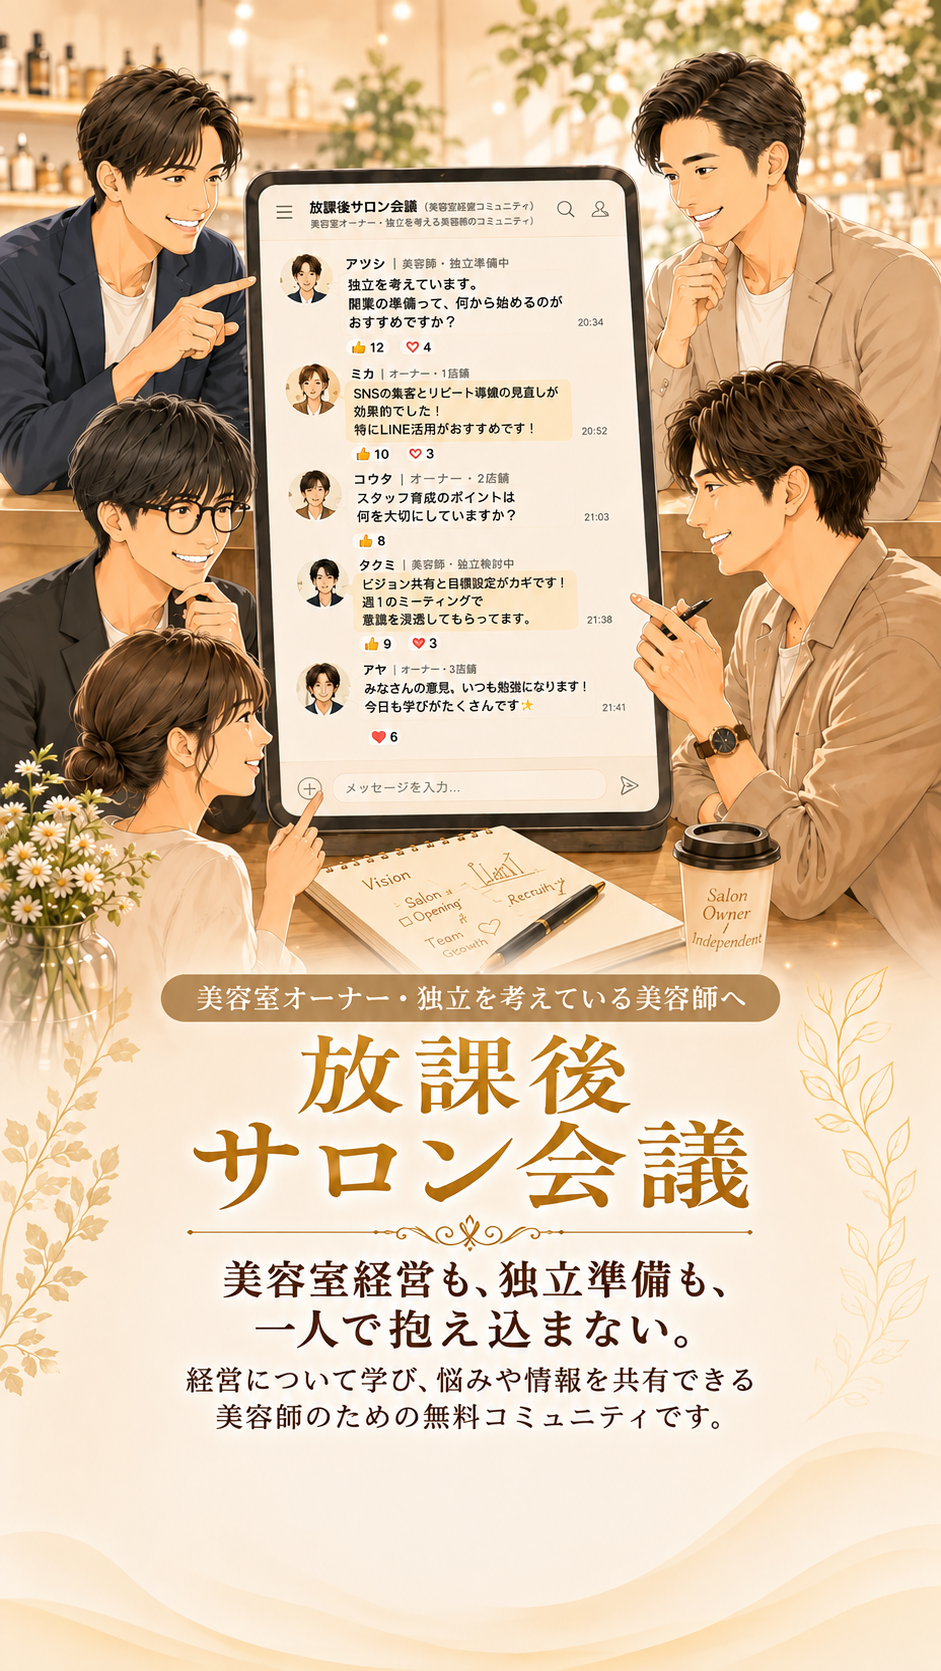 放課後サロン会議（美容室経営コミュニティ）
美容室オーナー・独立を考える美容師のコミュニティ）
アツシ｜美容師・独立準備中
独立を考えています。
開業の準備って、何から始めるのが
おすすめですか？
20:34
12 4
ミカ｜オーナー・1店舗
SNSの集客とリピート導線の見直しが
効果的でした！
特にLINE活用がおすすめです！
20:52
10 3
コウタ｜オーナー・2店舗
スタッフ育成のポイントは
何を大切にしていますか？
21:03
8
タクミ｜美容師・独立検討中
ビジョン共有と目標設定がカギです！
週1のミーティングで
意識を浸透してもらってます。
21:38
9 3
アヤ｜オーナー・3店舗
みなさんの意見。いつも勉強になります！
今日も学びがたくさんです
21:41
6
メッセージを入力...
Vision
Salon
Opening
Team
Growth
Salon
Owner
/
Independent
美容室オーナー・独立を考えている美容師へ
放課後
サロン会議
美容室経営も、独立準備も、
一人で抱え込まない。
経営について学び、悩みや情報を共有できる
美容師のための無料コミュニティです。